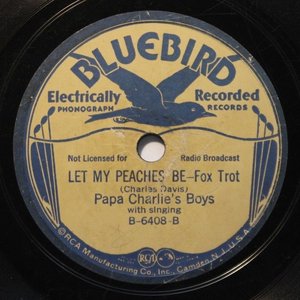 BLUEBIRD
Electrically Recorded
PHONOGRAPH RECORDS
Not Licensed for Radio Broadcast
LET MY PEACHES BE—Fox Trot
(Charles Davis)
Papa Charlie's Boys
with singing
B-6408-B
RCA
©RCA Manufacturing Co., Inc., Camden, N.J., U.S.A.